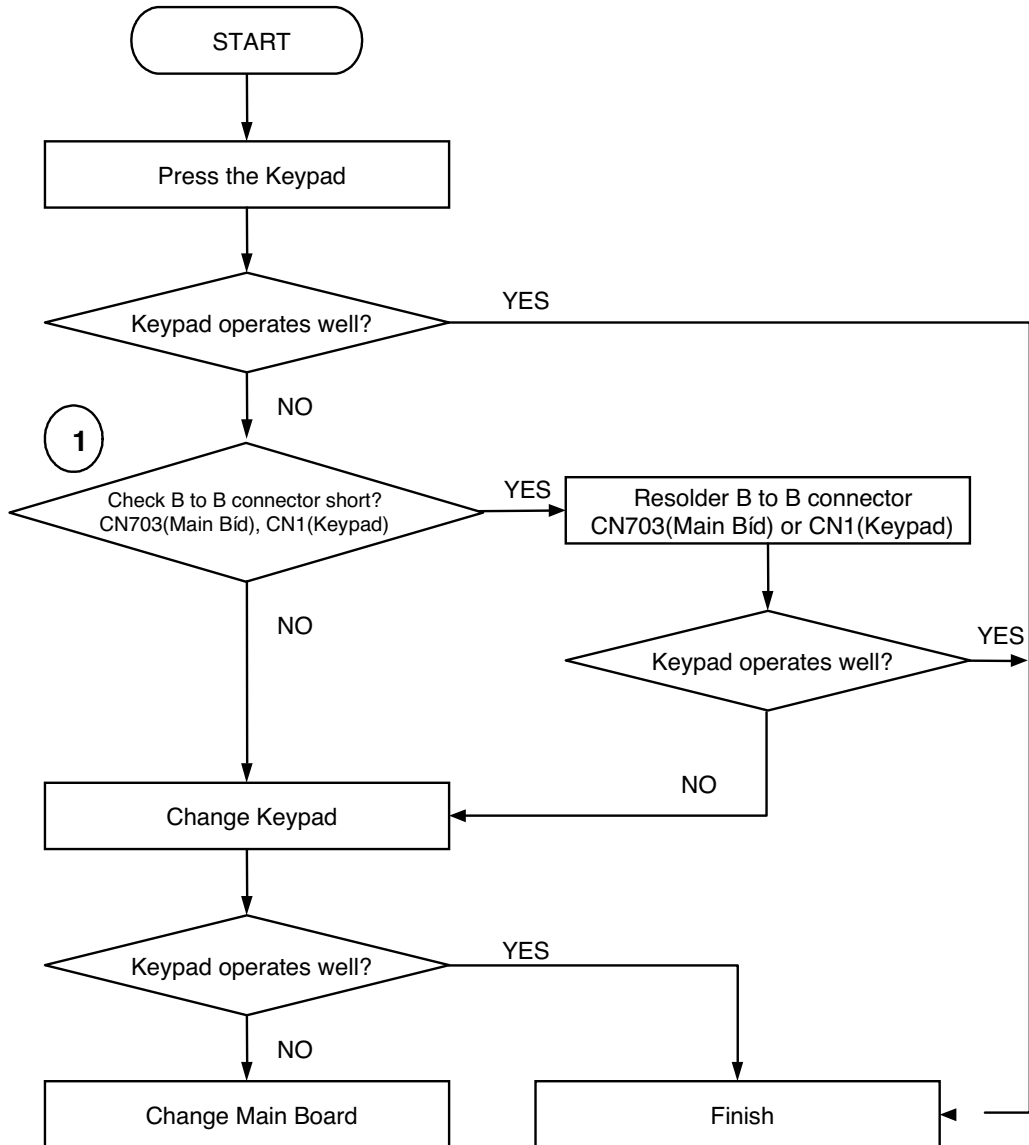 START
Press the Keypad
Keypad operates well?
YES
NO
1
Check B to B connector short?
CN703(Main Bíd), CN1(Keypad)
YES
Resolder B to B connector
CN703(Main Bíd) or CN1(Keypad)
NO
Keypad operates well?
YES
NO
Change Keypad
Keypad operates well?
YES
NO
Change Main Board
Finish